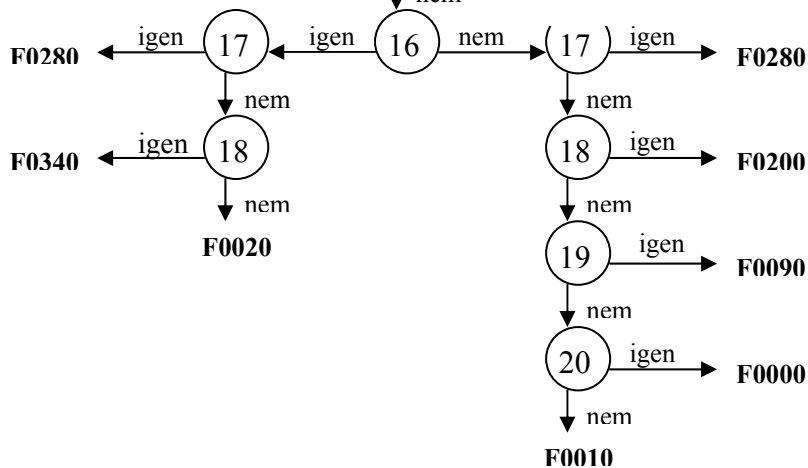 nem
F0280 igen 17 igen 16 nem 17 igen F0280
nem nem
F0340 igen 18 18 igen F0200
nem nem
F0020 19 igen F0090
nem
20 igen F0000
nem
F0010